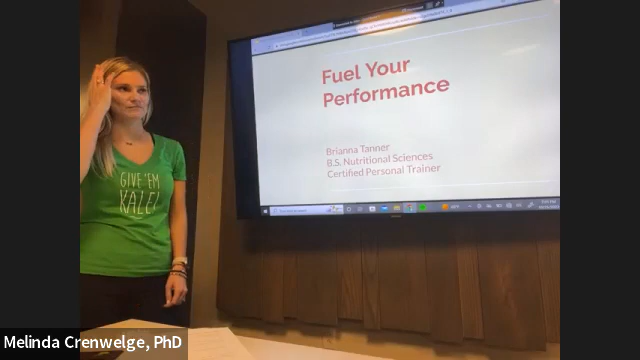 Fuel Your
Performance
Brianna Tanner
B.S. Nutritional Sciences
Certified Personal Trainer
GIVE 'EM
KALE!
Melinda Crenwelge, PhD